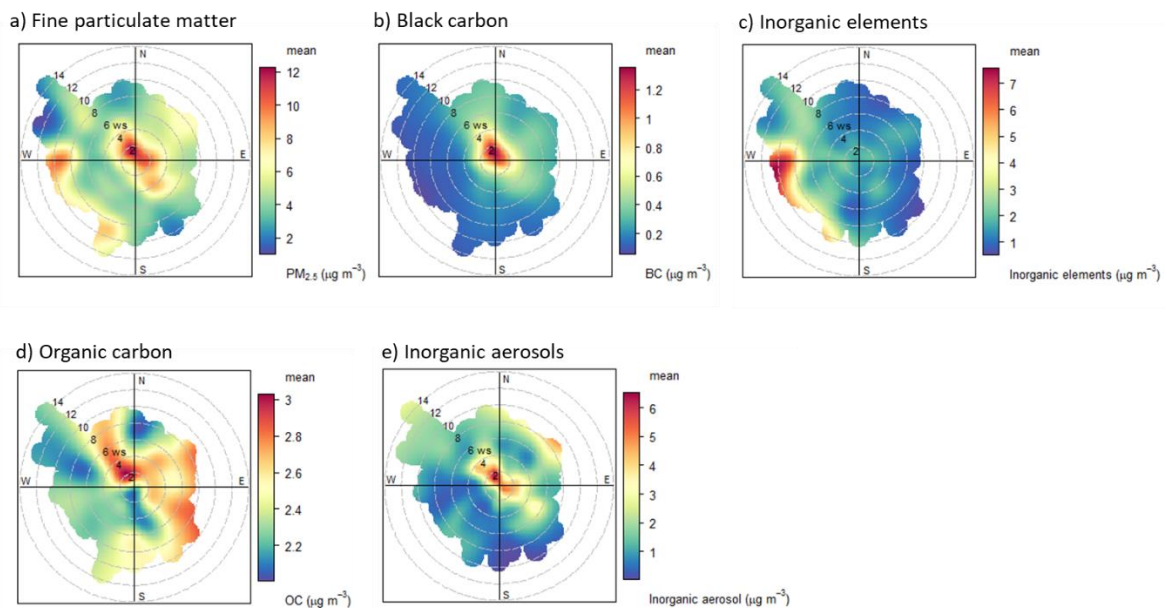 a) Fine particulate matter
b) Black carbon
c) Inorganic elements
mean
12
10
8
6
4
2
PM2.5 (μg m−3)
N
14
12
10
8
6 ws
4
2
W
E
S
mean
1.2
1
0.8
0.6
0.4
0.2
BC (μg m−3)
N
14
12
10
8
6 ws
4
2
W
E
S
mean
7
6
5
4
3
2
1
Inorganic elements (μg m−3)
N
14
12
10
8
6 ws
4
2
W
E
S
d) Organic carbon
e) Inorganic aerosols
mean
3
2.8
2.6
2.4
2.2
OC (μg m−3)
N
14
12
10
8
6 ws
4
2
W
E
S
mean
6
5
4
3
2
1
Inorganic aerosol (μg m−3)
N
14
12
10
8
6 ws
4
2
W
E
S